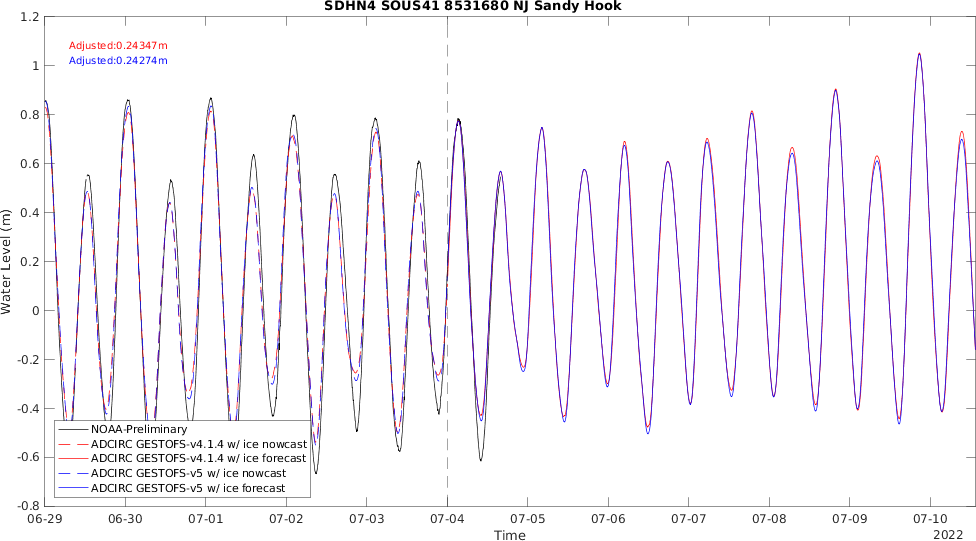 SDHN4 SOUS41 8531680 NJ Sandy Hook
1.2
1
0.8
0.6
0.4
0.2
0
-0.2
-0.4
-0.6
-0.8
Water Level (m)
Adjusted:0.24347m
Adjusted:0.24274m
NOAA-Preliminary
ADCIRC GESTOFS-v4.1.4 w/ ice nowcast
ADCIRC GESTOFS-v4.1.4 w/ ice forecast
ADCIRC GESTOFS-v5 w/ ice nowcast
ADCIRC GESTOFS-v5 w/ ice forecast
06-29 06-30 07-01 07-02 07-03 07-04 07-05 07-06 07-07 07-08 07-09 07-10
Time
2022